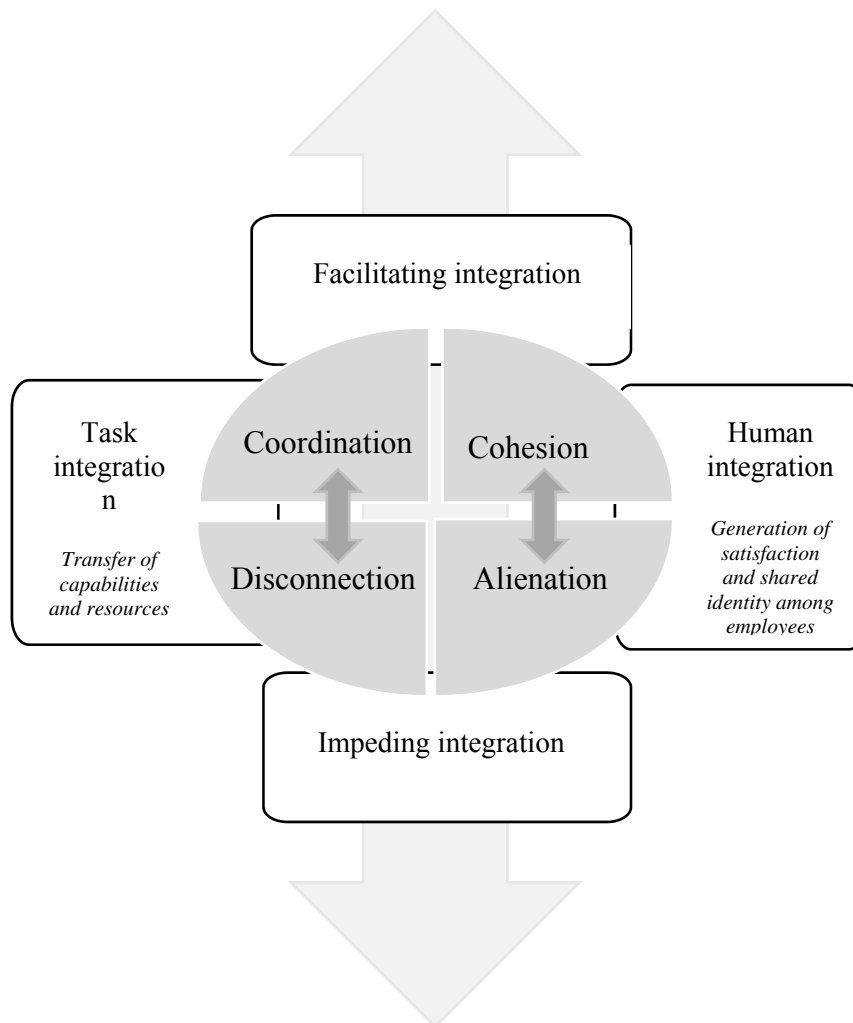 Facilitating integration
Task
integratio
n
Transfer of
capabilities
and resources
Coordination
Cohesion
Disconnection
Alienation
Human
integration
Generation of
satisfaction
and shared
identity among
employees
Impeding integration